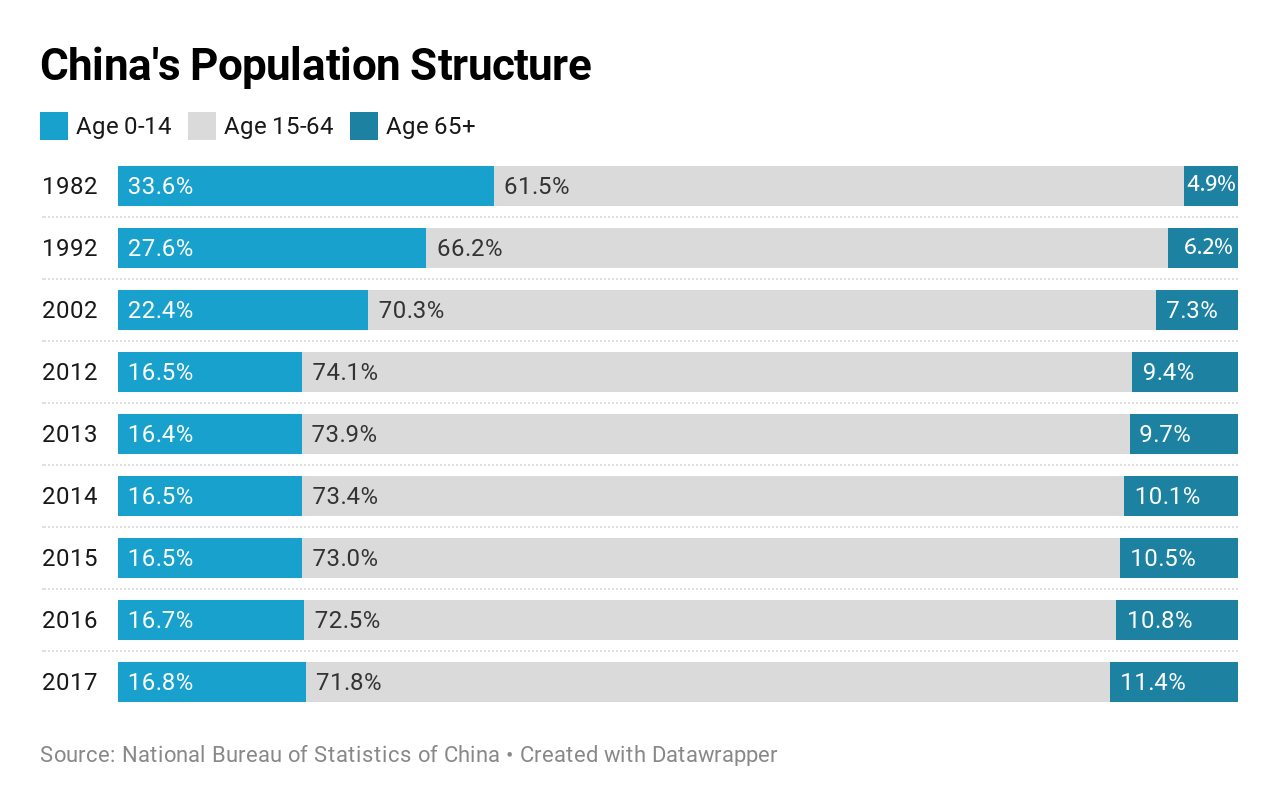 China's Population Structure
Age 0-14 Age 15-64 Age 65+
1982 33.6% 61.5% 4.9%
1992 27.6% 66.2% 6.2%
2002 22.4% 70.3% 7.3%
2012 16.5% 74.1% 9.4%
2013 16.4% 73.9% 9.7%
2014 16.5% 73.4% 10.1%
2015 16.5% 73.0% 10.5%
2016 16.7% 72.5% 10.8%
2017 16.8% 71.8% 11.4%
Source: National Bureau of Statistics of China • Created with Datawrapper